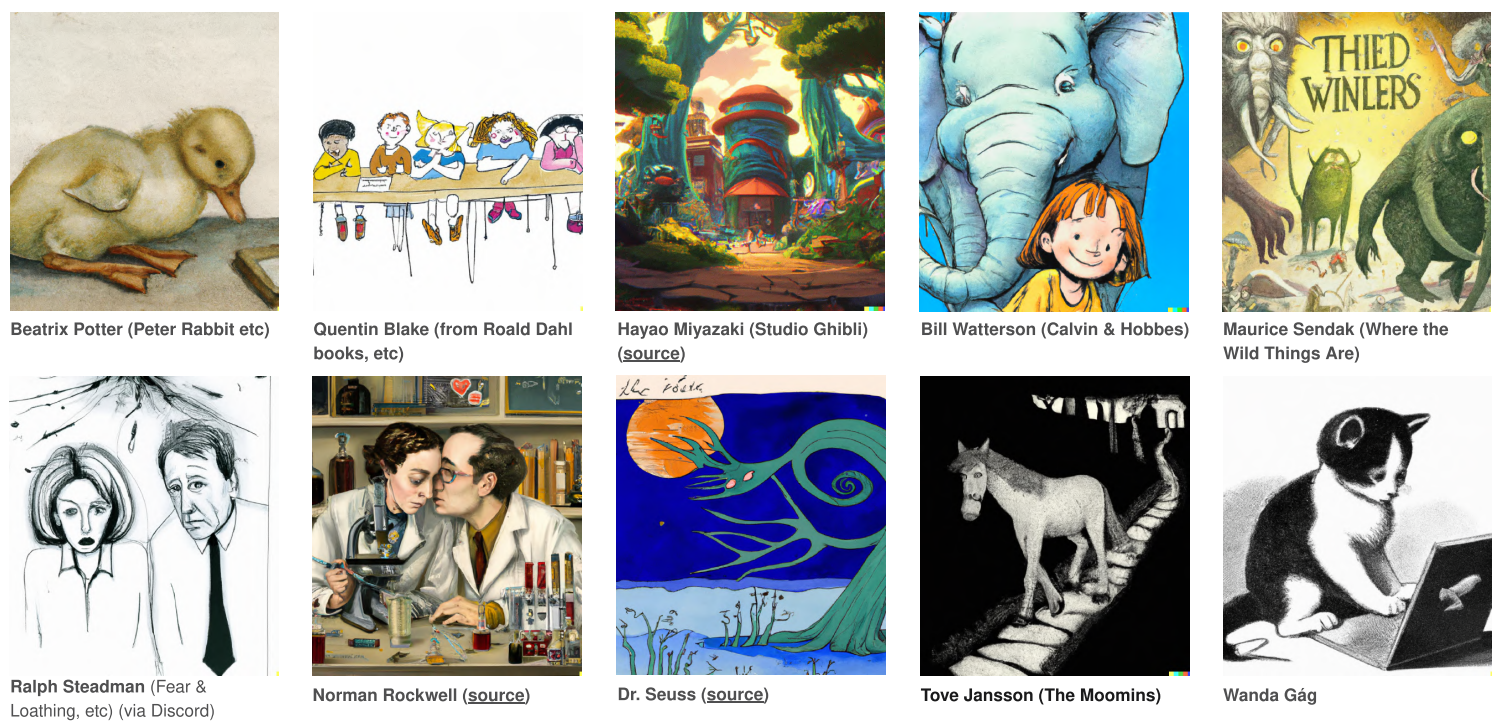 THIED
WINLERS
Beatrix Potter (Peter Rabbit etc)
Quentin Blake (from Roald Dahl
books, etc)
Hayao Miyazaki (Studio Ghibli)
(source)
Bill Watterson (Calvin & Hobbes)
Maurice Sendak (Where the
Wild Things Are)
Ralph Steadman (Fear &
Loathing, etc) (via Discord)
Norman Rockwell (source)
Dr. Seuss (source)
Tove Jansson (The Moomins)
Wanda Gág